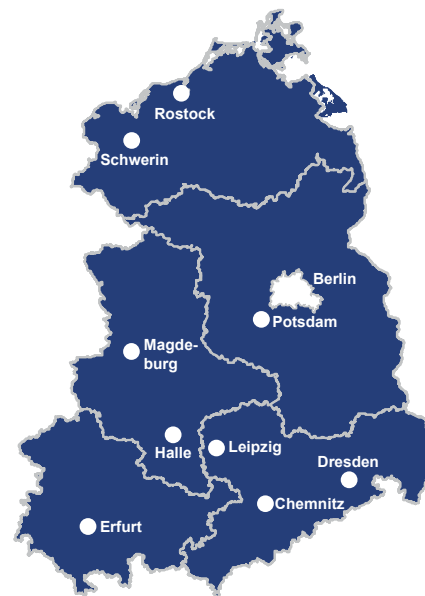 Rostock
Schwerin
Berlin
Potsdam
Magde-
burg
Halle
Leipzig
Dresden
Chemnitz
Erfurt